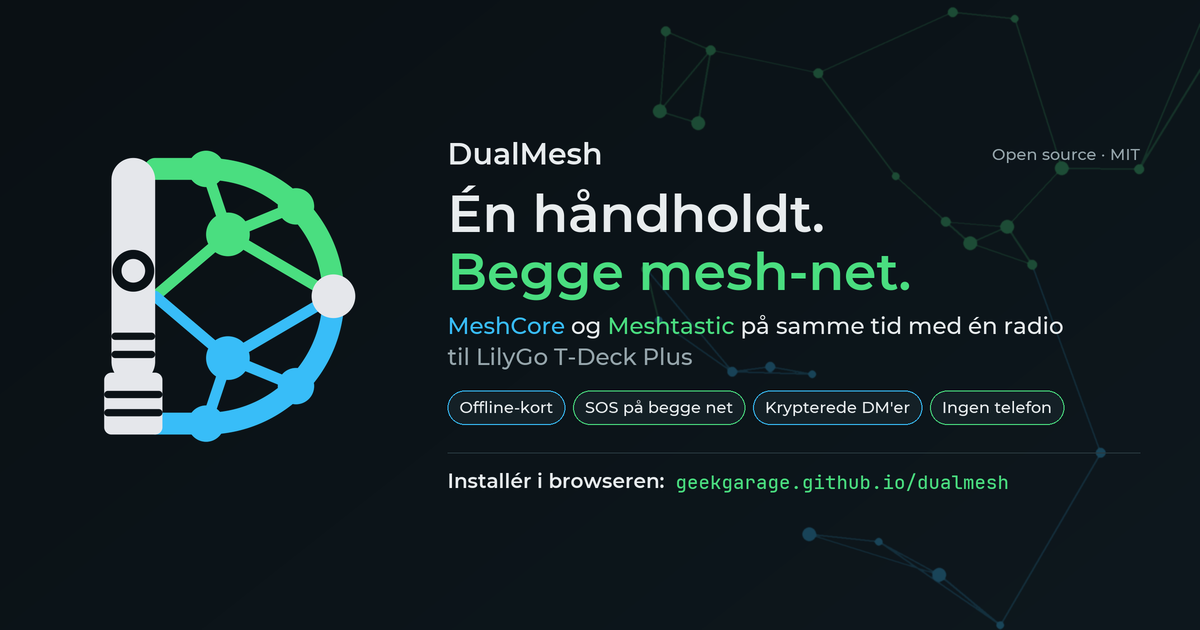 DualMesh
Open source · MIT
Én håndholdt.
Begge mesh-net.
MeshCore og Meshtastic på samme tid med én radio
til LilyGo T-Deck Plus
Offline-kort
SOS på begge net
Krypterede DM'er
Ingen telefon
Installér i browseren: geekgarage.github.io/dualmesh